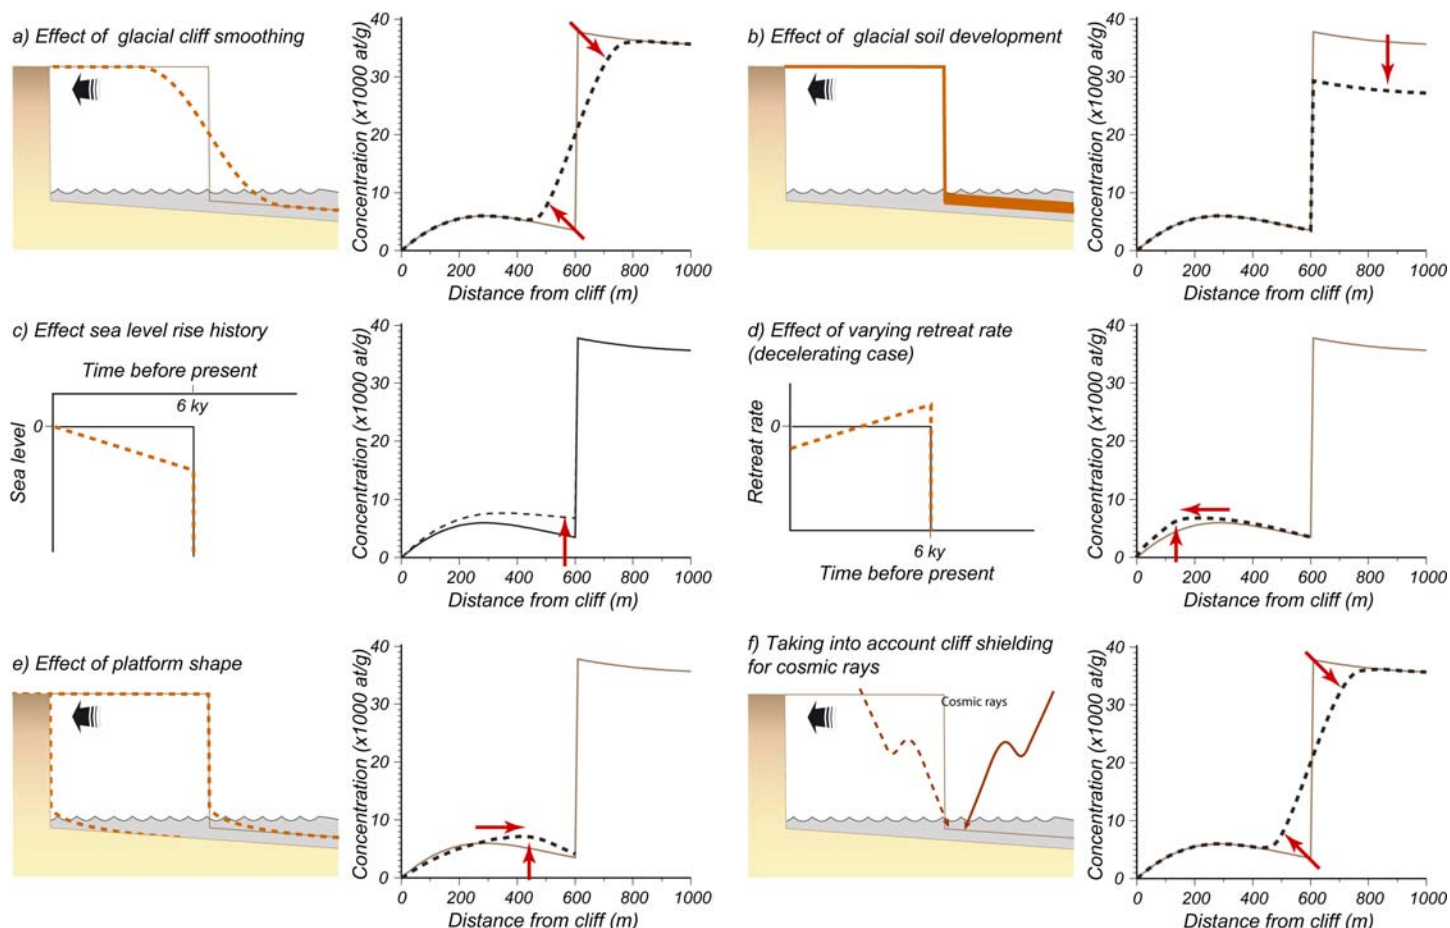 a) Effect of glacial cliff smoothing
Concentration (x1000 at/g)
40
30
20
10
0
0 200 400 600 800 1000
Distance from cliff (m)
b) Effect of glacial soil development
Concentration (x1000 at/g)
40
30
20
10
0
0 200 400 600 800 1000
Distance from cliff (m)
c) Effect sea level rise history
Time before present
6 ky
0
Sea level
Concentration (x1000 at/g)
40
30
20
10
0
0 200 400 600 800 1000
Distance from cliff (m)
d) Effect of varying retreat rate
(decelerating case)
0
Retreat rate
6 ky
Time before present
Concentration (x1000 at/g)
40
30
20
10
0
0 200 400 600 800 1000
Distance from cliff (m)
e) Effect of platform shape
Concentration (x1000 at/g)
40
30
20
10
0
0 200 400 600 800 1000
Distance from cliff (m)
f) Taking into account cliff shielding
for cosmic rays
Cosmic rays
Concentration (x1000 at/g)
40
30
20
10
0
0 200 400 600 800 1000
Distance from cliff (m)